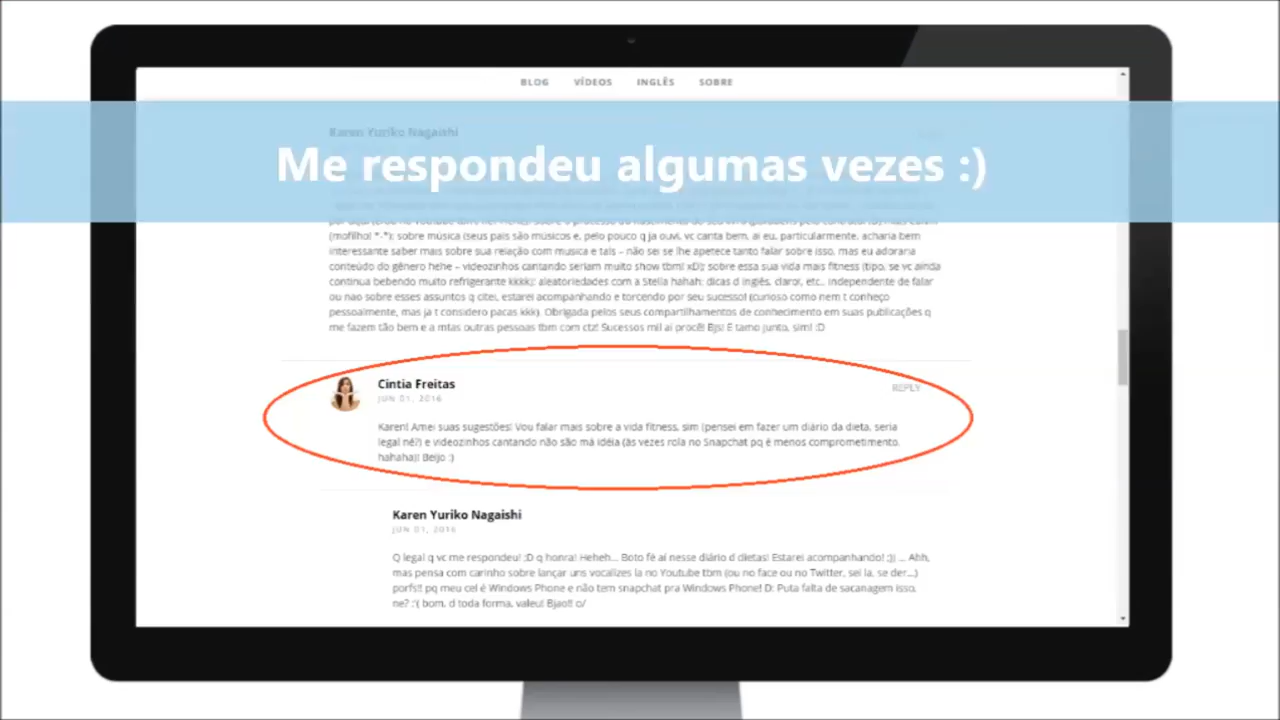 BLOG VÍDEOS INGLÊS SOBRE
Karen Yuriko Nagaishi
Me respondeu algumas vezes :)
(mofilho! *-*); sobre música (seus pais são músicos e, pelo pouco q ja ouvi, vc canta bem, ai eu, particularmente, acharia bem
interessante saber mais sobre sua relação com musica e tals – não sei se lhe apetece tanto falar sobre isso, mas eu adoraria
conteúdo do gênero hehe – videozinhos cantando seriam muito show tbm! xD); sobre essa sua vida mais fitness (tipo, se vc ainda
continua bebendo muito refrigerante kkkk); aleatoriedades com a Stella hahah; dicas d inglês, claro!, etc.. Independente de falar
ou nao sobre esses assuntos q citei, estarei acompanhando e torcendo por seu sucesso! (curioso como nem t conheço
pessoalmente, mas ja t considero pacas kkk). Obrigada pelos seus compartilhamentos de conhecimento em suas publicações q
me fazem tão bem e a mtas outras pessoas tbm com ctz! Sucessos mil ai procê! Bjs! E tamo junto, sim! :D
Cintia Freitas
REPLY
JUN 01, 2016
Karen! Amei suas sugestões! Vou falar mais sobre a vida fitness, sim (pensei em fazer um diário da dieta, seria
legal né?) e videozinhos cantando não são má idéia (às vezes rola no Snapchat pq é menos comprometimento,
hahaha)! Beijo :)
Karen Yuriko Nagaishi
JUN 01, 2016
Q legal q vc me respondeu! :D q honra! Heheh... Boto fé aí nesse diário d dietas! Estarei acompanhando! ;)) ... Ahh,
mas pensa com carinho sobre lançar uns vocalizes la no Youtube tbm (ou no face ou no Twitter, sei la, se der...)
porfs!! pq meu cel é Windows Phone e não tem snapchat pra Windows Phone! D: Puta falta de sacanagem isso,
ne? :'( bom, d toda forma, valeu! Bjao!! o/